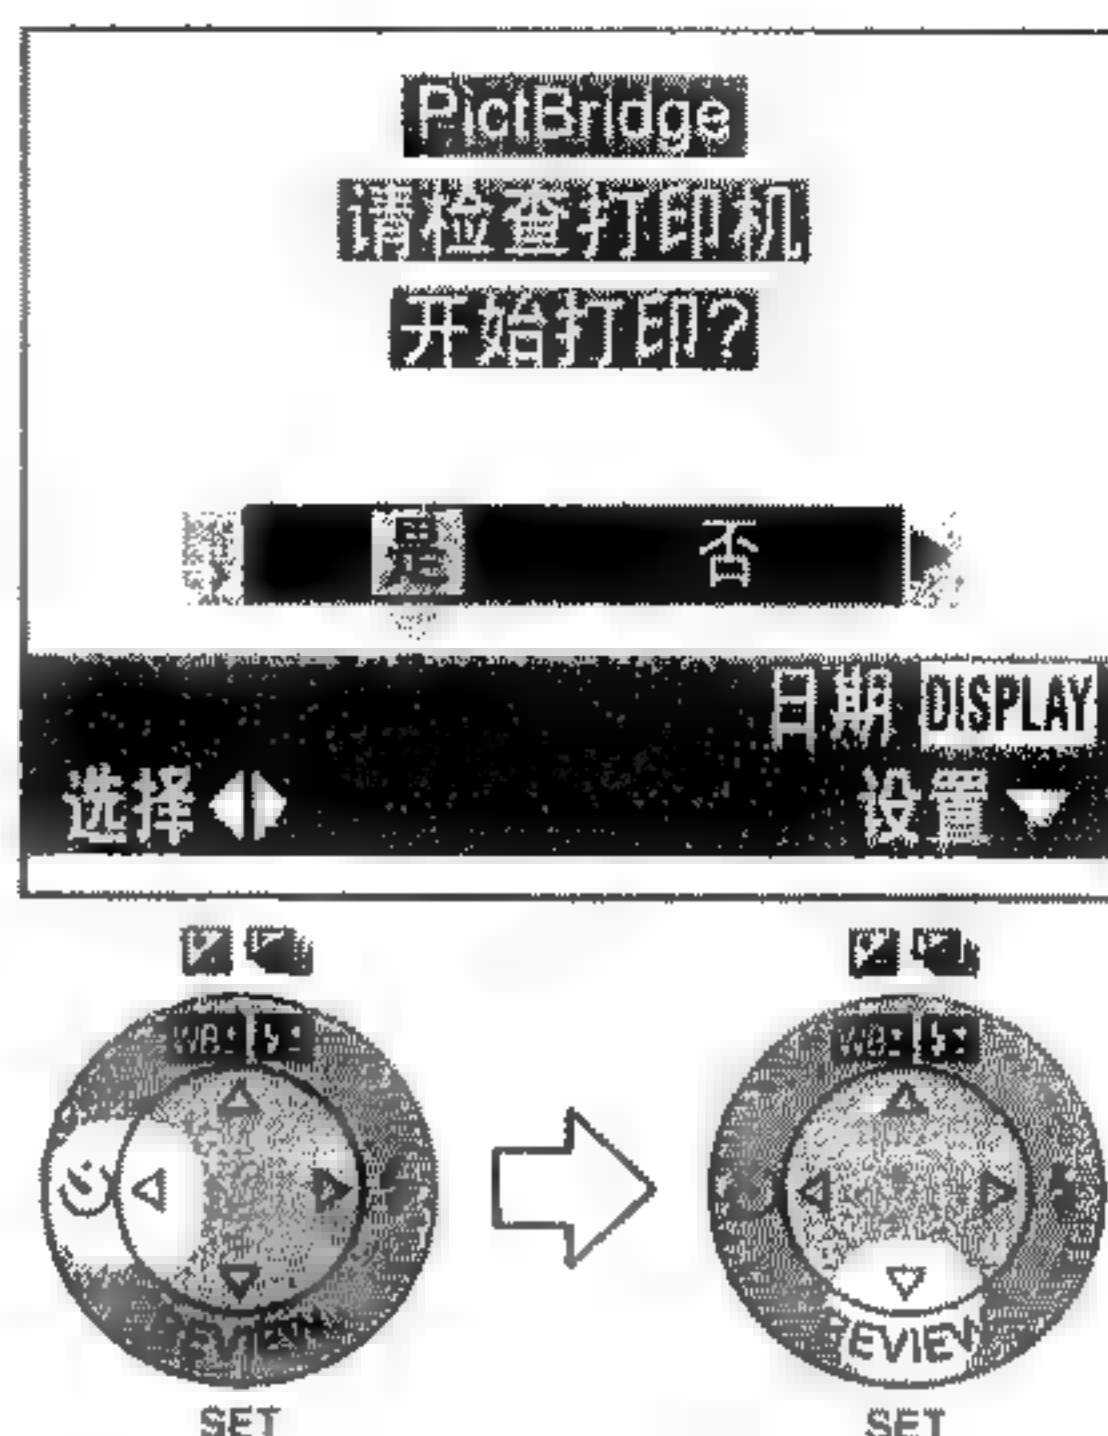 PictBridge
请检查打印机
开始打印?
是 否
日期 DISPLAY
选择 设置
WB± WB±
REVIEW REVIEW
SET SET